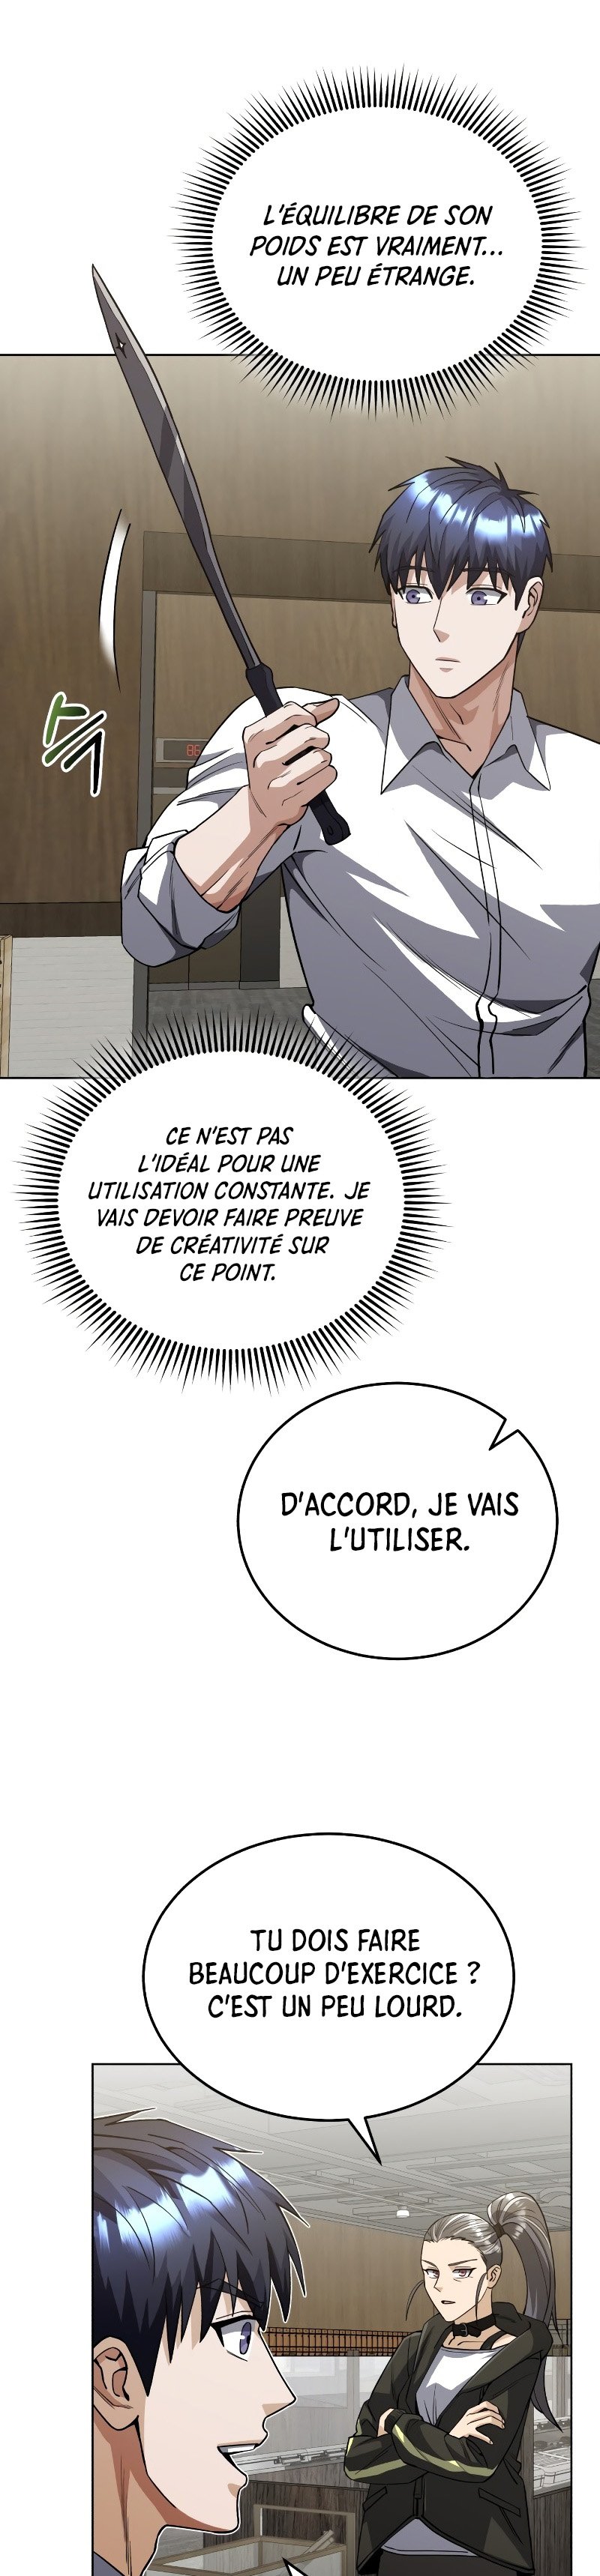 L'ÉQUILIBRE DE SON
POIDS EST VRAIMENT...
UN PEU ÉTRANGE.
86
CE N'EST PAS
L'IDÉAL POUR UNE
UTILISATION CONSTANTE. JE
VAIS DEVOIR FAIRE PREUVE
DE CRÉATIVITÉ SUR
CE POINT.
D'ACCORD, JE VAIS
L'UTILISER.
TU DOIS FAIRE
BEAUCOUP D'EXERCICE ?
C'EST UN PEU LOURD.